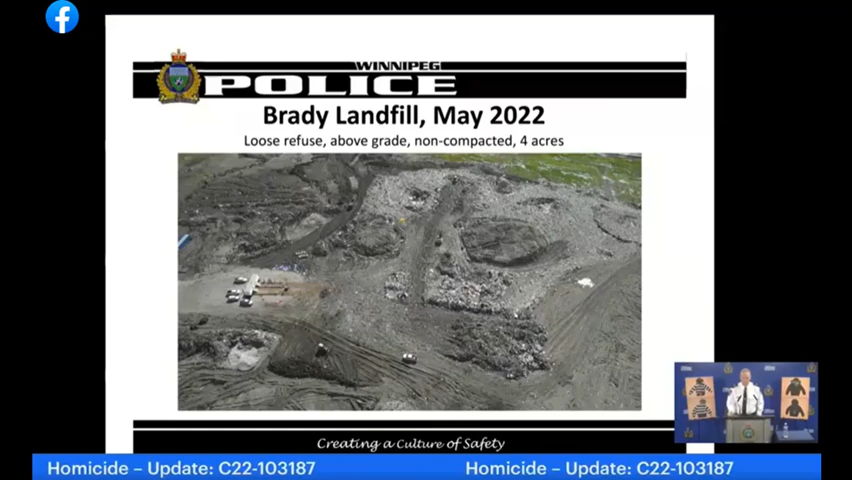 WINNIPEG
POLICE
Brady Landfill, May 2022
Loose refuse, above grade, non-compacted, 4 acres
Creating a Culture of Safety
Homicide – Update: C22-103187 Homicide – Update: C22-103187